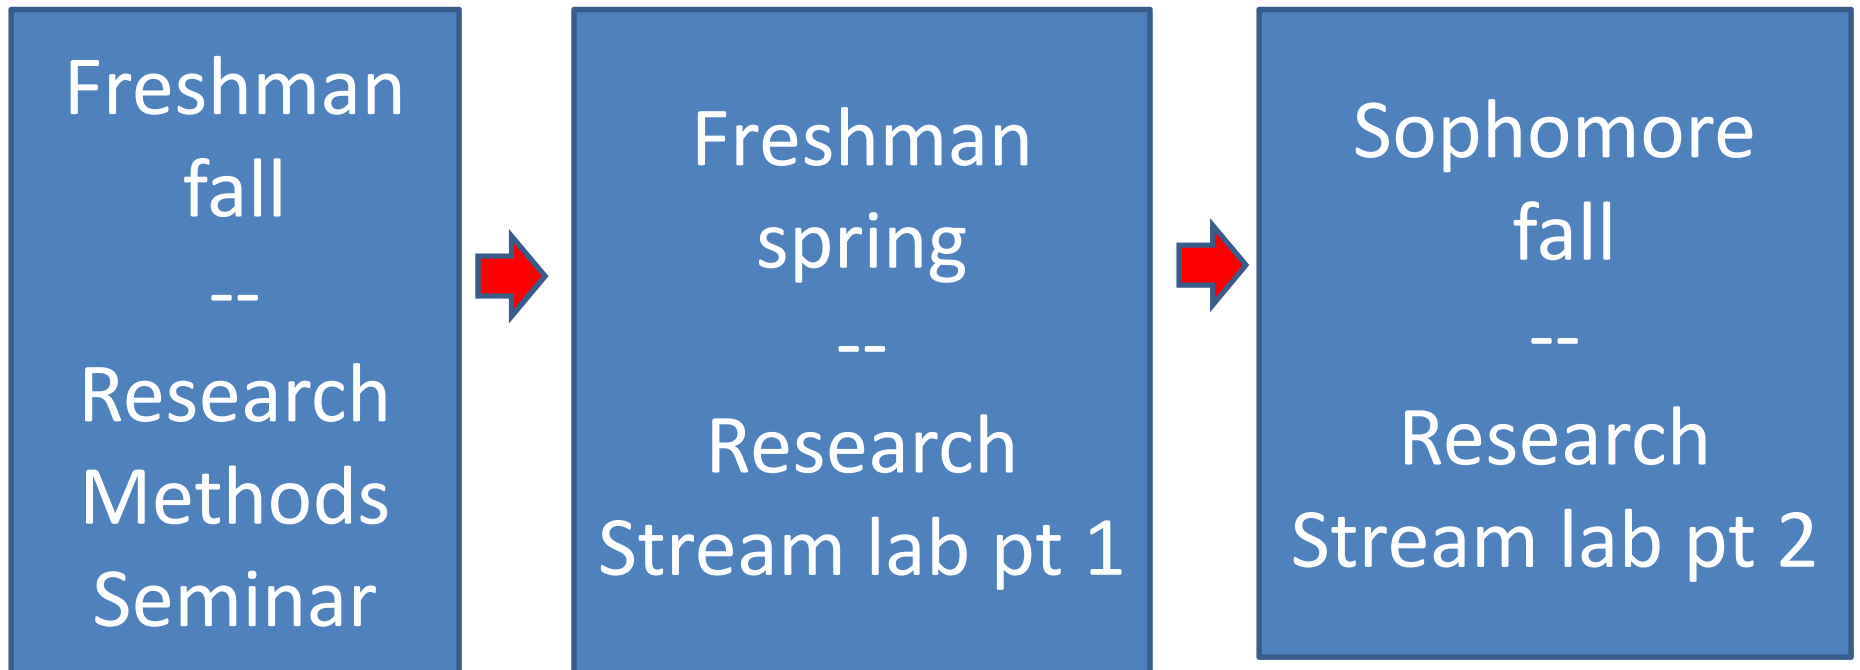 Freshman
fall
--
Research
Methods
Seminar
Freshman
spring
--
Research
Stream lab pt 1
Sophomore
fall
--
Research
Stream lab pt 2